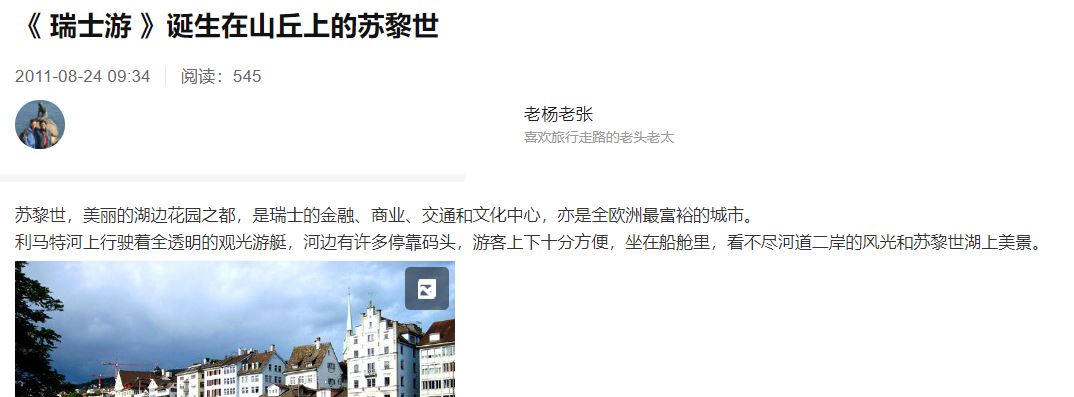 《 瑞士游 》诞生在山丘上的苏黎世
2011-08-24 09:34 阅读：545
老杨老张
喜欢旅行走路的老头老太
苏黎世，美丽的湖边花园之都，是瑞士的金融、商业、交通和文化中心，亦是全欧洲最富裕的城市。
利马特河上行驶着全透明的观光游艇，河边有许多停靠码头，游客上下十分方便，坐在船舱里，看不尽河道二岸的风光和苏黎世湖上美景。